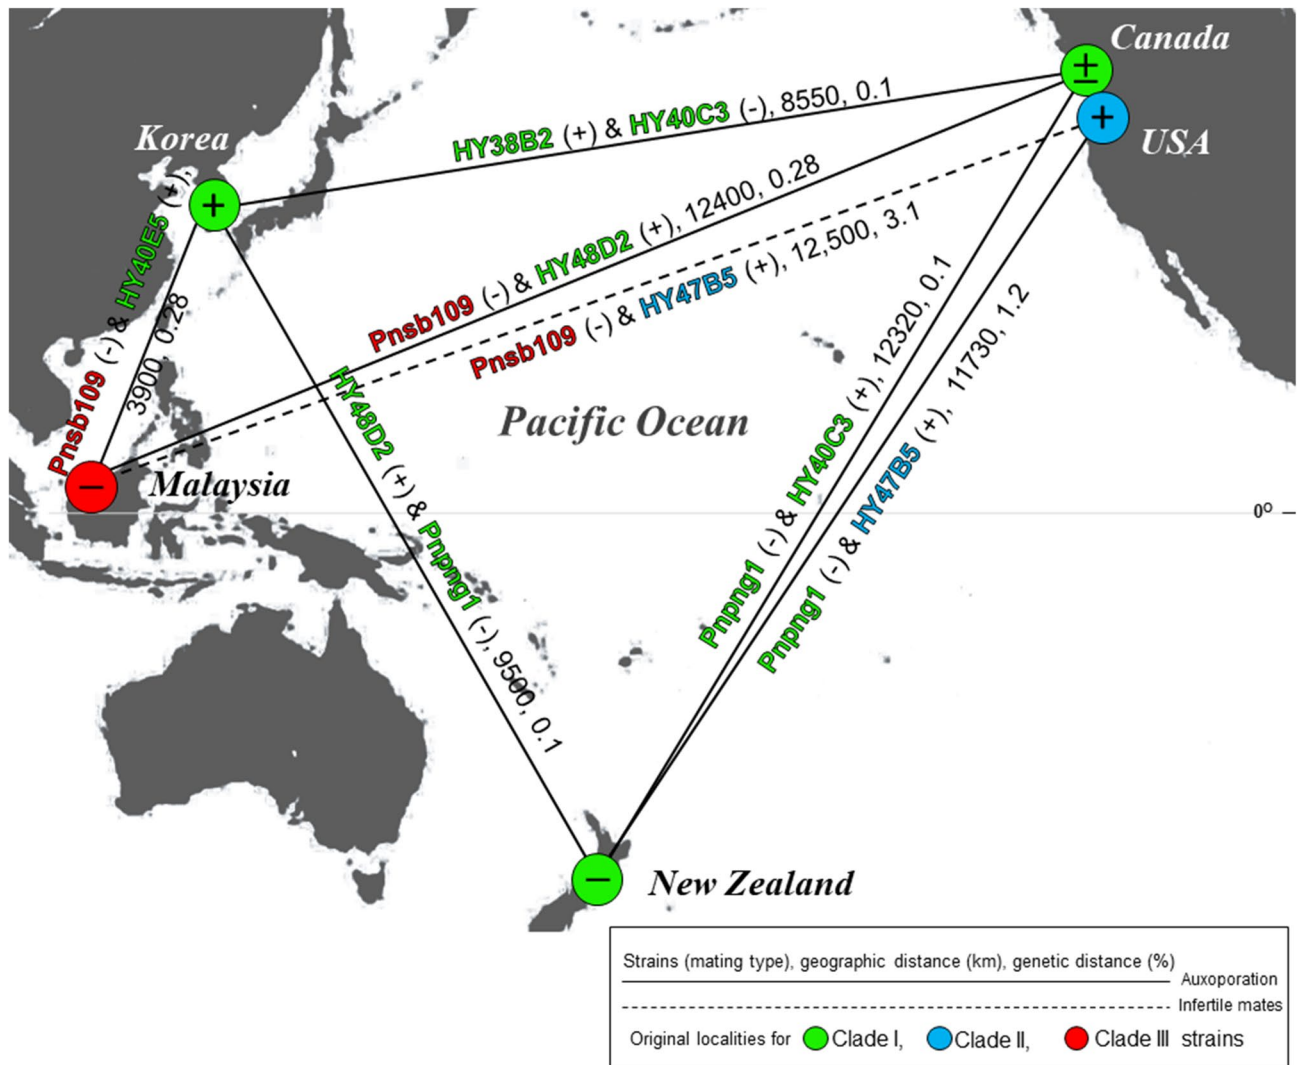 Canada
±
+
USA
Korea
+
HY38B2 (+) & HY40C3 (-), 8550, 0.1
Pnsb109 (-) & HY40E5 (+),
3900, 0.28
Pnsb109 (-) & HY48D2 (+), 12400, 0.28
Pnsb109 (-) & HY47B5 (+), 12,500, 3.1
HY48D2 (+) & Pnpng1 (-), 9500, 0.1
Pnpng1 (-) & HY40C3 (+), 12320, 0.1
Pnpng1 (-) & HY47B5 (+), 11730, 1.2
Pacific Ocean
−
Malaysia
0º
−
New Zealand
Strains (mating type), geographic distance (km), genetic distance (%)
Auxoporation
Infertile mates
Original localities for Clade I, Clade II, Clade III strains